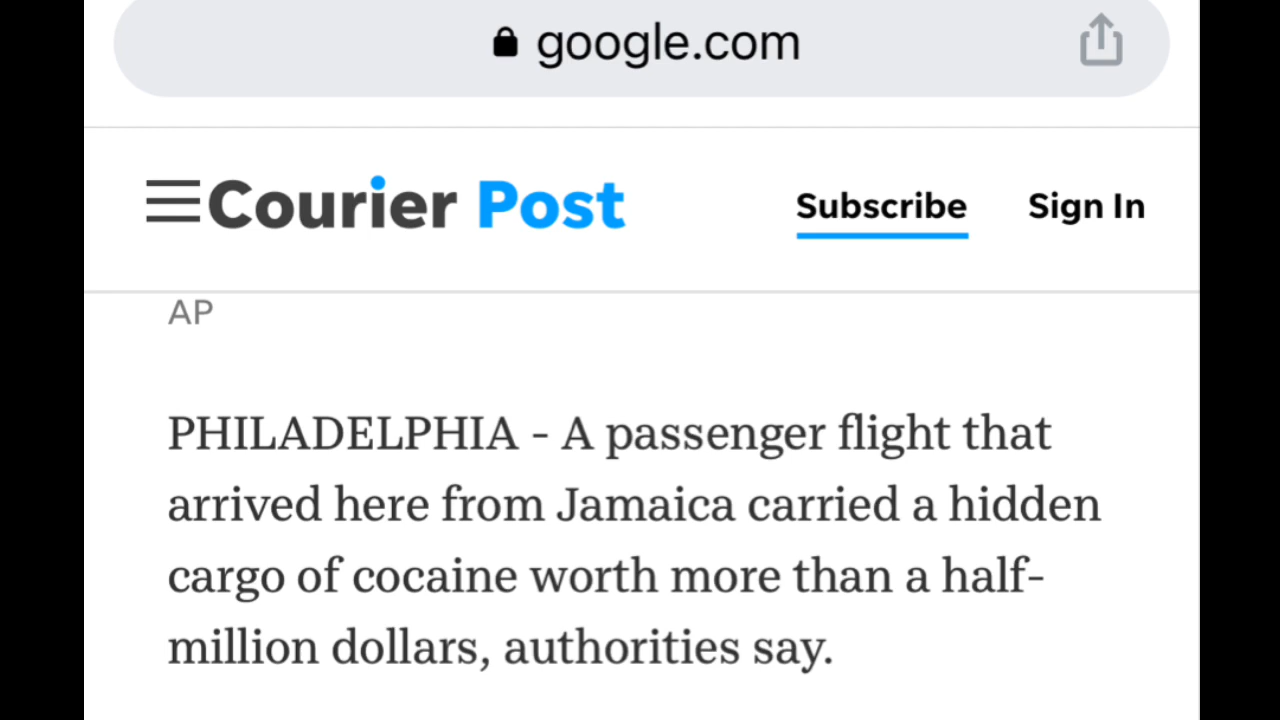 google.com
Courier Post Subscribe Sign In
AP
PHILADELPHIA - A passenger flight that
arrived here from Jamaica carried a hidden
cargo of cocaine worth more than a half-
million dollars, authorities say.